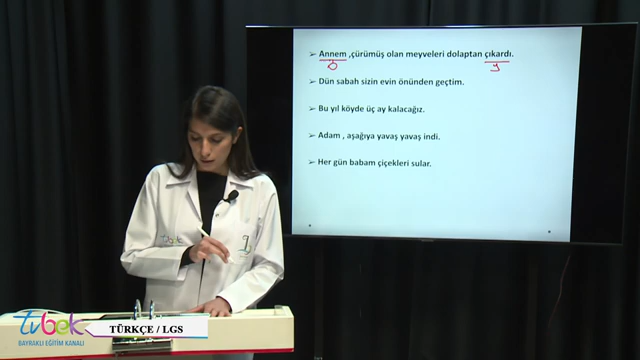 ➢ Annem ,çürümüş olan meyveleri dolaptan çıkardı.
Ö y
➢ Dün sabah sizin evin önünden geçtim.
➢ Bu yıl köyde üç ay kalacağız.
➢ Adam , aşağıya yavaş yavaş indi.
➢ Her gün babam çiçekleri sular.
tvbek
tvbek
BAYRAKLI EĞİTİM KANALI
TÜRKÇE / LGS